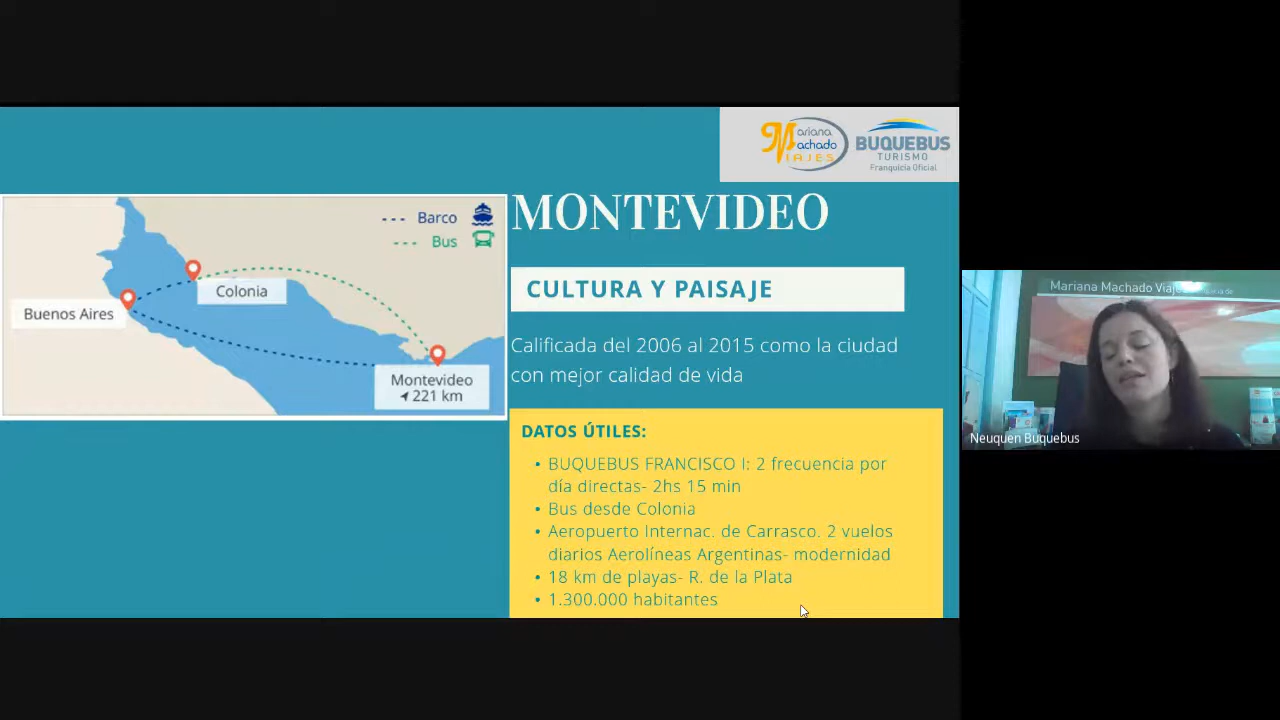 Mariana
Machado
VIAJES
BUQUEBUS
TURISMO
Franquicia Oficial
MONTEVIDEO
Barco
Bus
Colonia
Buenos Aires
Montevideo
221 km
CULTURA Y PAISAJE
Calificada del 2006 al 2015 como la ciudad
con mejor calidad de vida
DATOS ÚTILES:
• BUQUEBUS FRANCISCO I: 2 frecuencia por
día directas- 2hs 15 min
• Bus desde Colonia
• Aeropuerto Internac. de Carrasco. 2 vuelos
diarios Aerolíneas Argentinas- modernidad
• 18 km de playas- R. de la Plata
• 1.300.000 habitantes
Mariana Machado
Neuquen Buquebus